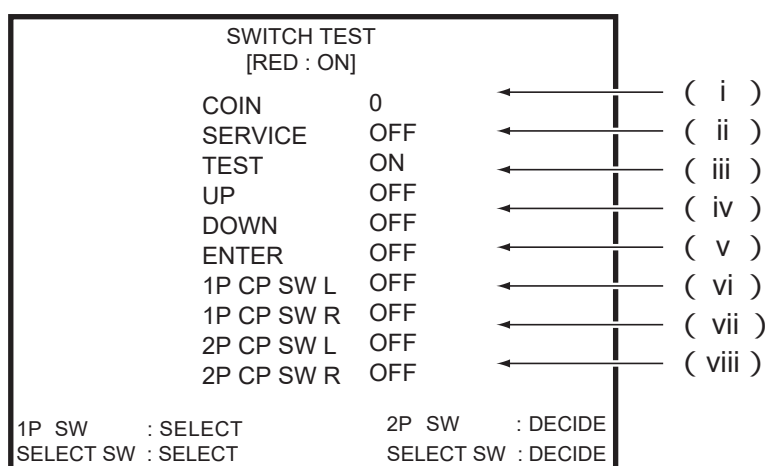 SWITCH TEST
[RED : ON]
( i )
COIN 0
( ii )
SERVICE OFF
( iii )
TEST ON
( iv )
UP OFF
DOWN OFF
( v )
ENTER OFF
( vi )
1P CP SW L OFF
( vii )
1P CP SW R OFF
2P CP SW L OFF
( viii )
2P CP SW R OFF
1P SW : SELECT 2P SW : DECIDE
SELECT SW : SELECT SELECT SW : DECIDE